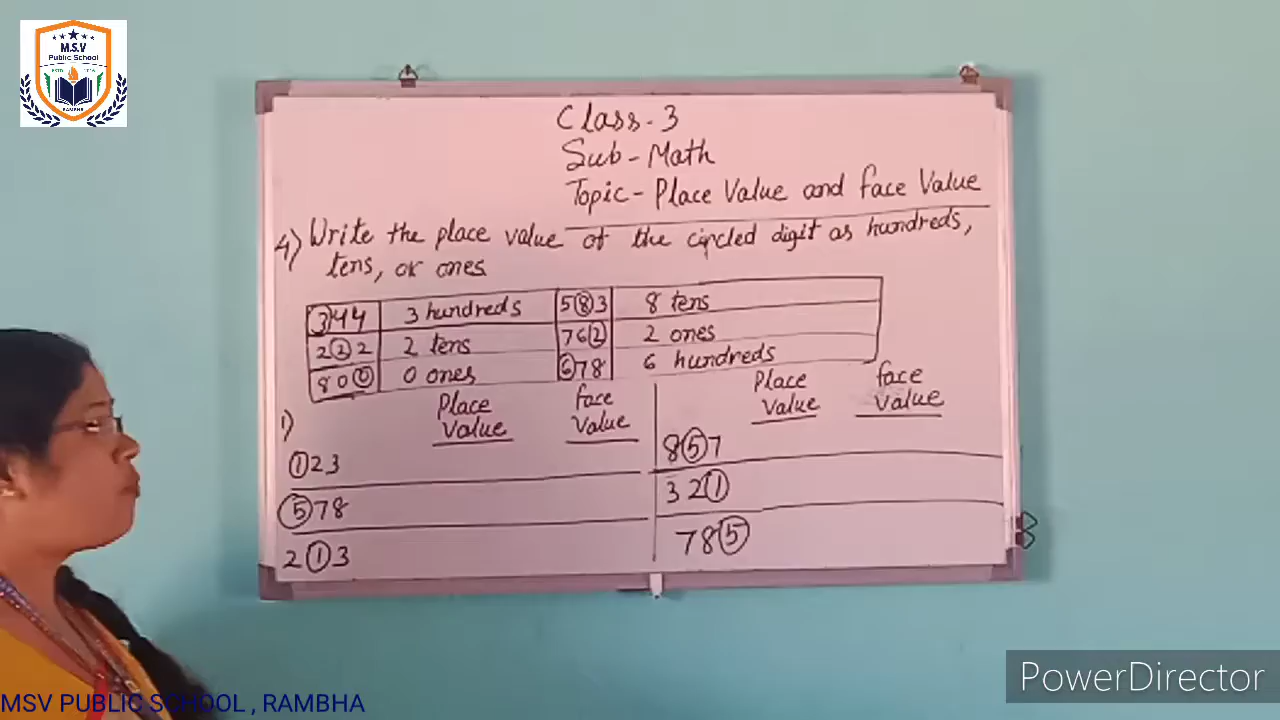 M.S.V
Public School
ESTD
RAMBHA
Class-3
Sub-Math
Topic-Place Value and face Value
4) Write the place value of the circled digit as hundreds,
tens, or ones
344 3 hundreds 583 8 tens
222 2 tens 762 2 ones
800 0 ones 678 6 hundreds
1) Place Value face Value
123
578
213
Place Value face Value
857
321
785
PowerDirector
MSV PUBLIC SCHOOL , RAMBHA